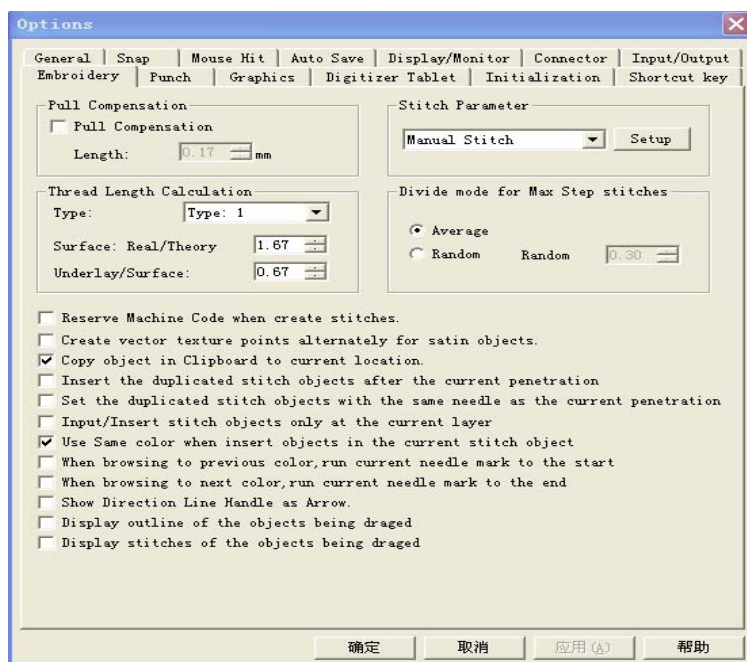 Options
General Snap Mouse Hit Auto Save Display/Monitor Connector Input/Output
Embroidery Punch Graphics Digitizer Tablet Initialization Shortcut key
Pull Compensation
Pull Compensation
Length: 0.17 mm
Stitch Parameter
Manual Stitch Setup
Thread Length Calculation
Type: Type: 1
Surface: Real/Theory 1.67
Underlay/Surface: 0.67
Divide mode for Max Step stitches
Average
Random Random 0.30
Reserve Machine Code when create stitches.
Create vector texture points alternately for satin objects.
Copy object in Clipboard to current location.
Insert the duplicated stitch objects after the current penetration
Set the duplicated stitch objects with the same needle as the current penetration
Input/Insert stitch objects only at the current layer
Use Same color when insert objects in the current stitch object
When browsing to previous color,run current needle mark to the start
When browsing to next color,run current needle mark to the end
Show Direction Line Handle as Arrow.
Display outline of the objects being draged
Display stitches of the objects being draged
确定 取消 应用(A) 帮助